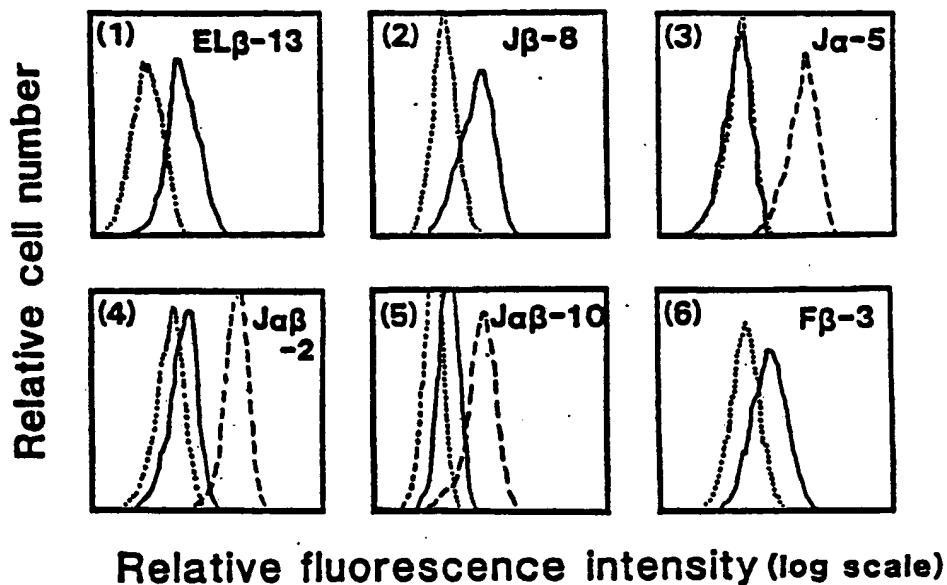 (1) ELβ-13
(2) Jβ-8
(3) Jα-5
(4) Jαβ
-2
(5) Jαβ-10
(6) Fβ-3
Relative cell number
Relative fluorescence intensity (log scale)